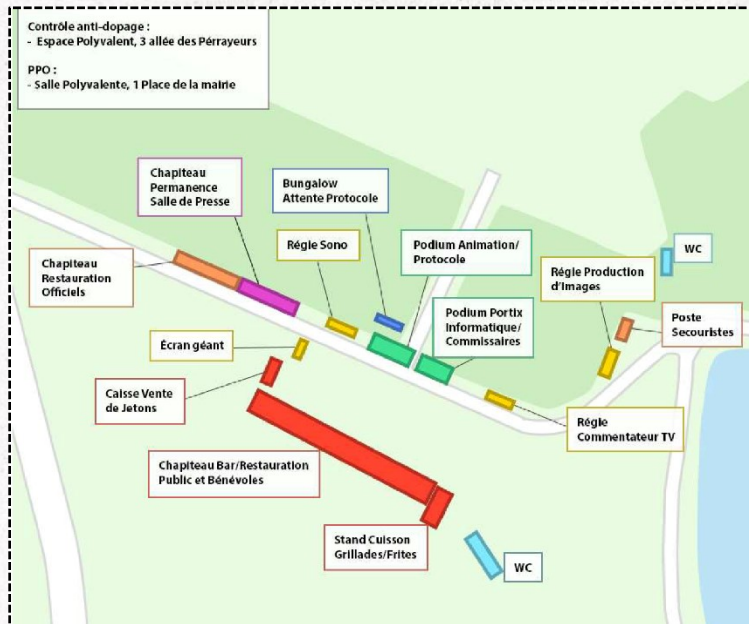 Contrôle anti-dopage :
- Espace Polyvalent, 3 allée des Pérrayeurs
PPO :
- Salle Polyvalente, 1 Place de la mairie
Chapiteau
Permanence
Salle de Presse
Bungalow
Attente Protocole
Régie Sono
Podium Animation/
Protocole
WC
Chapiteau
Restauration
Officiels
Régie Production
d'Images
Podium Portix
Informatique/
Commissaires
Poste
Secouristes
Écran géant
Caisse Vente
de Jetons
Régle
Commentateur TV
Chapiteau Bar/Restauration
Public et Bénévoles
Stand Cuisson
Grillades/Frites
WC